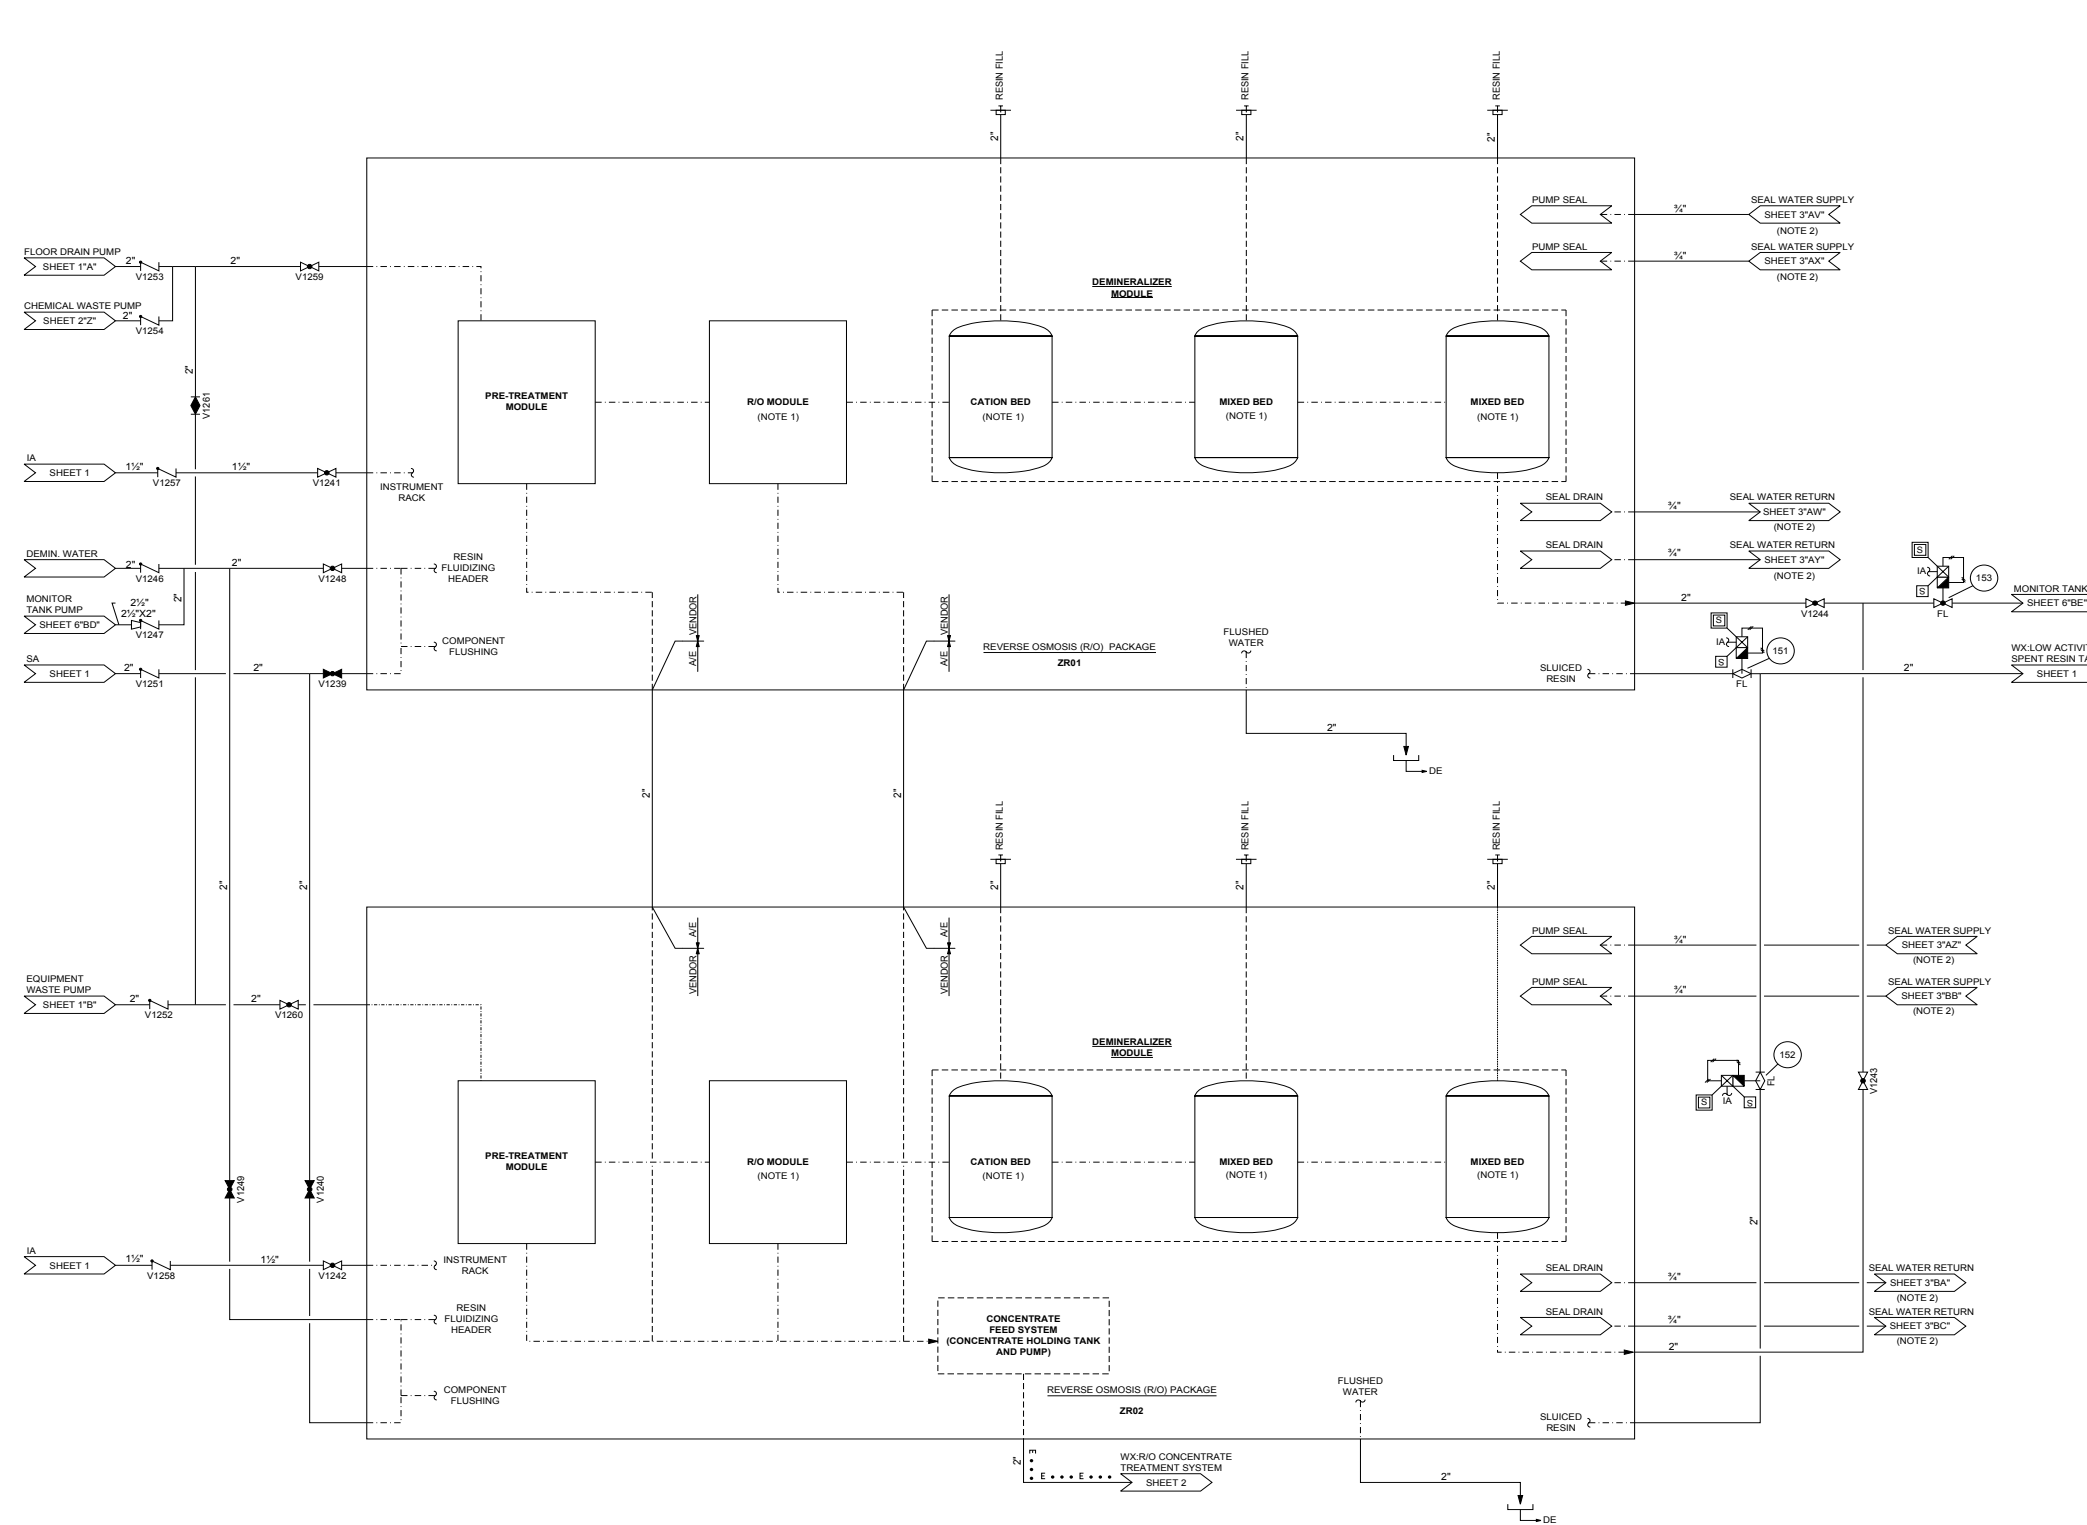 RESIN FILL
RESIN FILL
RESIN FILL
2"
2"
2"
PUMP SEAL
¾"
SEAL WATER SUPPLY
SHEET 3"AV"
(NOTE 2)
PUMP SEAL
¾"
SEAL WATER SUPPLY
SHEET 3"AX"
(NOTE 2)
FLOOR DRAIN PUMP
SHEET 1"A"
2"
V1253
2"
V1259
CHEMICAL WASTE PUMP
SHEET 2"Z"
2"
V1254
2"
V1261
DEMINERALIZER
MODULE
PRE-TREATMENT
MODULE
R/O MODULE
(NOTE 1)
CATION BED
(NOTE 1)
MIXED BED
(NOTE 1)
MIXED BED
(NOTE 1)
IA
SHEET 1
1½"
V1257
1½"
V1241
INSTRUMENT
RACK
SEAL DRAIN
¾"
SEAL WATER RETURN
SHEET 3"AW"
(NOTE 2)
SEAL DRAIN
¾"
SEAL WATER RETURN
SHEET 3"AY"
(NOTE 2)
DEMIN. WATER
2"
V1246
2"
V1248
RESIN
FLUIDIZING
HEADER
MONITOR
TANK PUMP
SHEET 6"BD"
2½"
2½"X2"
V1247
2"
SA
SHEET 1
2"
V1251
2"
V1239
COMPONENT
FLUSHING
VENDOR
A/E
VENDOR
A/E
REVERSE OSMOSIS (R/O) PACKAGE
ZR01
FLUSHED
WATER
SLUICED
RESIN
2"
V1244
S
IA
S
153
FL
MONITOR TANK
SHEET 6"BE"
S
IA
S
151
FL
2"
WX:LOW ACTIVIT
SPENT RESIN TA
SHEET 1
2"
DE
2"
2"
2"
2"
RESIN FILL
RESIN FILL
RESIN FILL
2"
2"
2"
A/E
VENDOR
A/E
VENDOR
PUMP SEAL
¾"
SEAL WATER SUPPLY
SHEET 3"AZ"
(NOTE 2)
PUMP SEAL
¾"
SEAL WATER SUPPLY
SHEET 3"BB"
(NOTE 2)
EQUIPMENT
WASTE PUMP
SHEET 1"B"
2"
V1252
2"
V1260
DEMINERALIZER
MODULE
152
FL
S
IA
S
V1243
PRE-TREATMENT
MODULE
R/O MODULE
(NOTE 1)
CATION BED
(NOTE 1)
MIXED BED
(NOTE 1)
MIXED BED
(NOTE 1)
V1249
V1240
2"
IA
SHEET 1
1½"
V1258
1½"
V1242
INSTRUMENT
RACK
RESIN
FLUIDIZING
HEADER
COMPONENT
FLUSHING
CONCENTRATE
FEED SYSTEM
(CONCENTRATE HOLDING TANK
AND PUMP)
SEAL DRAIN
¾"
SEAL WATER RETURN
SHEET 3"BA"
(NOTE 2)
SEAL DRAIN
¾"
SEAL WATER RETURN
SHEET 3"BC"
(NOTE 2)
2"
REVERSE OSMOSIS (R/O) PACKAGE
ZR02
FLUSHED
WATER
SLUICED
RESIN
2"
E
E
E
WX:R/O CONCENTRATE
TREATMENT SYSTEM
SHEET 2
2"
DE